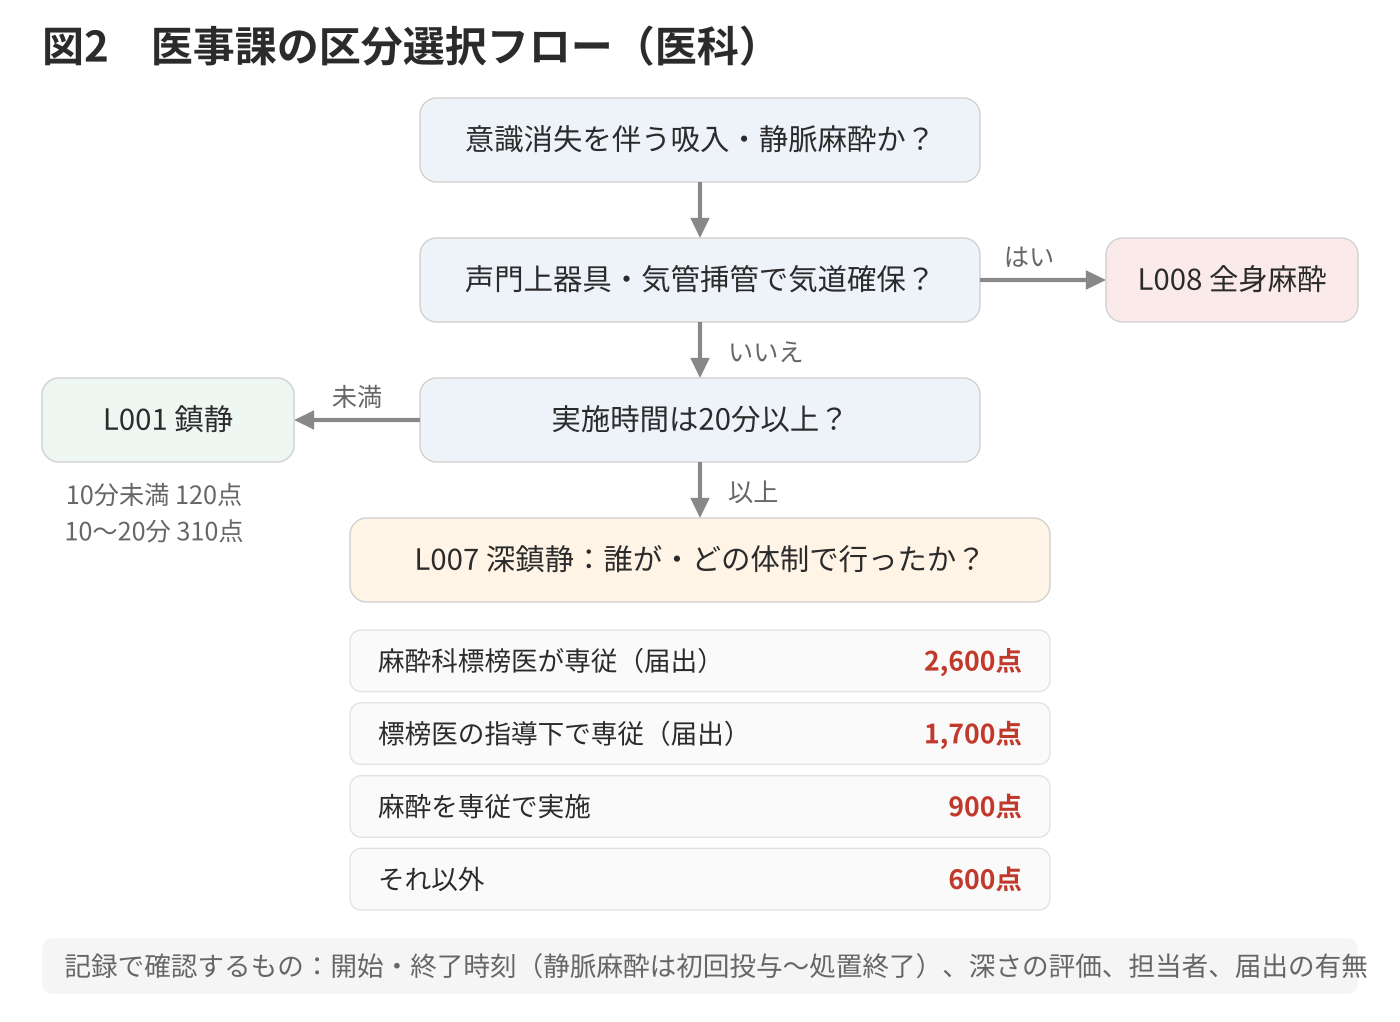 図2　医事課の区分選択フロー（医科）
意識消失を伴う吸入・静脈麻酔か？
声門上器具・気管挿管で気道確保？
はい
L008 全身麻酔
いいえ
実施時間は20分以上？
未満
L001 鎮静
10分未満 120点
10〜20分 310点
以上
L007 深鎮静：誰が・どの体制で行ったか？
麻酔科標榜医が専従（届出） 2,600点
標榜医の指導下で専従（届出） 1,700点
麻酔を専従で実施 900点
それ以外 600点
記録で確認するもの：開始・終了時刻（静脈麻酔は初回投与〜処置終了）、深さの評価、担当者、届出の有無